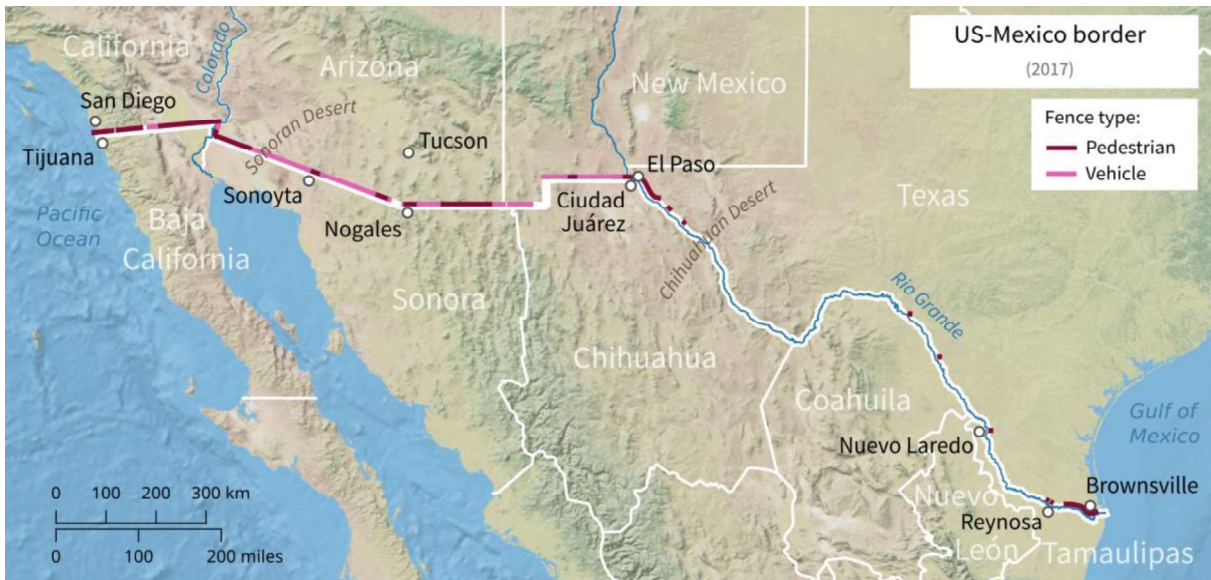 US-Mexico border
(2017)
Fence type:
Pedestrian
Vehicle
California
Colorado
Arizona
New Mexico
San Diego
Sonoran Desert
Tucson
El Paso
Tijuana
Sonoyta
Ciudad
Juárez
Texas
Pacific
Ocean
Baja
California
Nogales
Chihuahuan Desert
Sonora
Rio Grande
Chihuahua
Coahuila
Gulf of
Mexico
Nuevo Laredo
Brownsville
Nuevo
León
Reynosa
Tamaulipas
0 100 200 300 km
0 100 200 miles